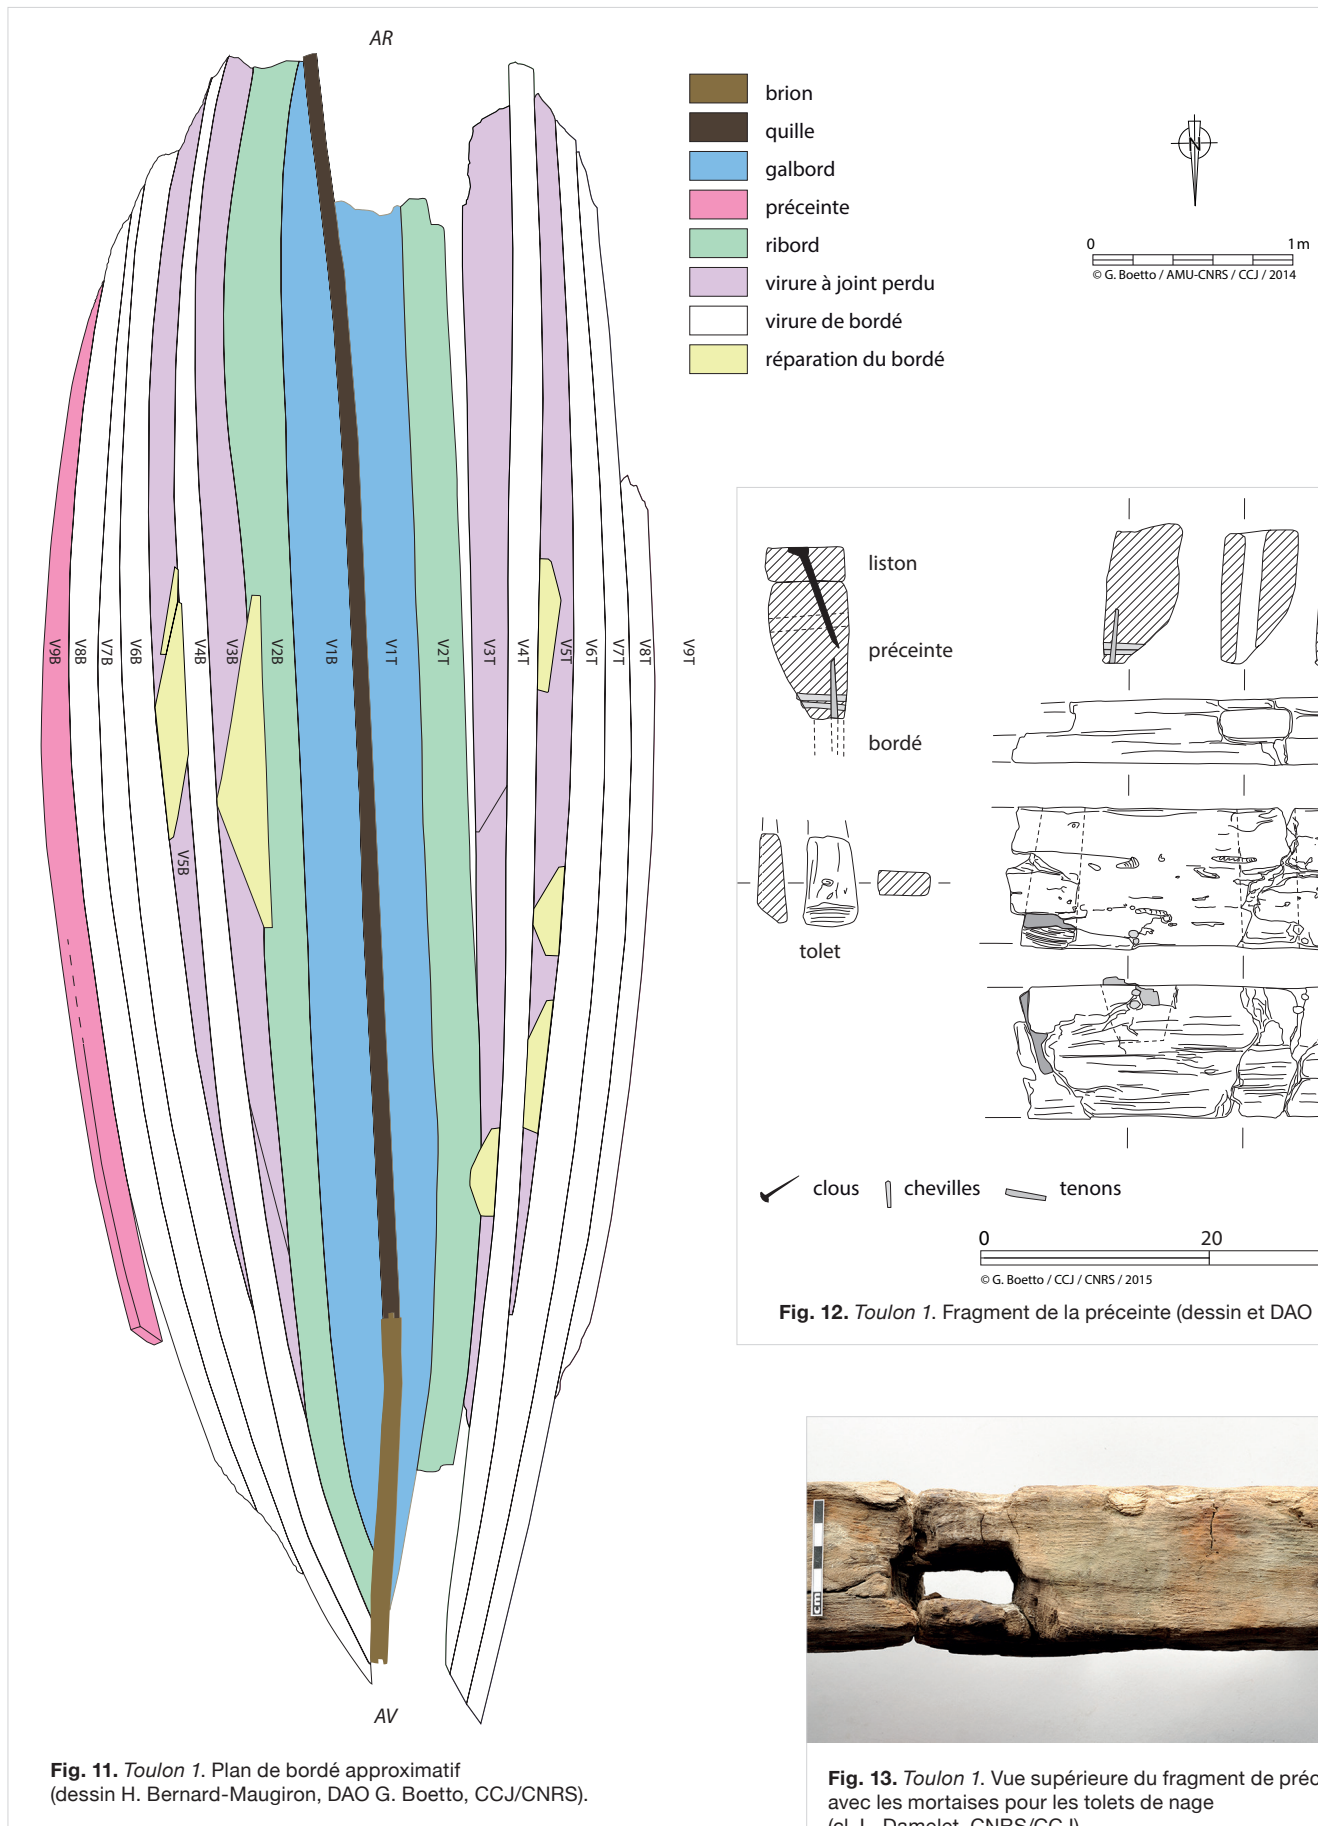 AR
brion
quille
galbord
préceinte
ribord
virure à joint perdu
virure de bordé
réparation du bordé
N
0 1 m
© G. Boetto / AMU-CNRS / CCJ / 2014
V9B V8B V7B V6B V4B V3B V2B V1B V1T V2T V3T V4T V5T V6T V7T V8T V9T
V5B
AV
Fig. 11. Toulon 1. Plan de bordé approximatif
(dessin H. Bernard-Maugiron, DAO G. Boetto, CCJ/CNRS).
liston
préceinte
bordé
tolet
clous chevilles tenons
0 20
© G. Boetto / CCJ / CNRS / 2015
Fig. 12. Toulon 1. Fragment de la préceinte (dessin et DAO
cm
Fig. 13. Toulon 1. Vue supérieure du fragment de préc
avec les mortaises pour les tolets de nage
(cl. L. Damelet, CNRS/CCJ)